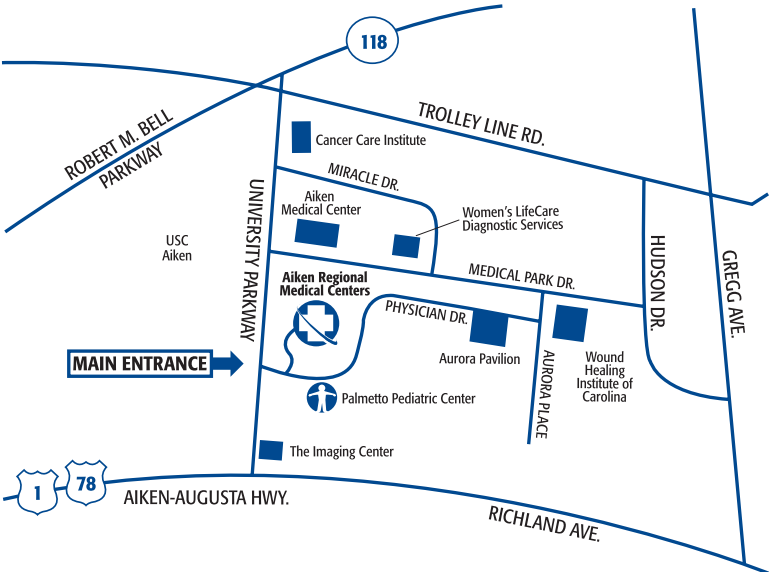 118
TROLLEY LINE RD.
ROBERT M. BELL
PARKWAY
Cancer Care Institute
MIRACLE DR.
UNIVERSITY PARKWAY
Aiken
Medical Center
Women's LifeCare
Diagnostic Services
USC
Aiken
HUDSON DR.
GREGG AVE.
MEDICAL PARK DR.
Aiken Regional
Medical Centers
PHYSICIAN DR.
Aurora Pavilion
AURORA PLACE
Wound
Healing
Institute of
Carolina
MAIN ENTRANCE
Palmetto Pediatric Center
The Imaging Center
1
78
AIKEN-AUGUSTA HWY.
RICHLAND AVE.